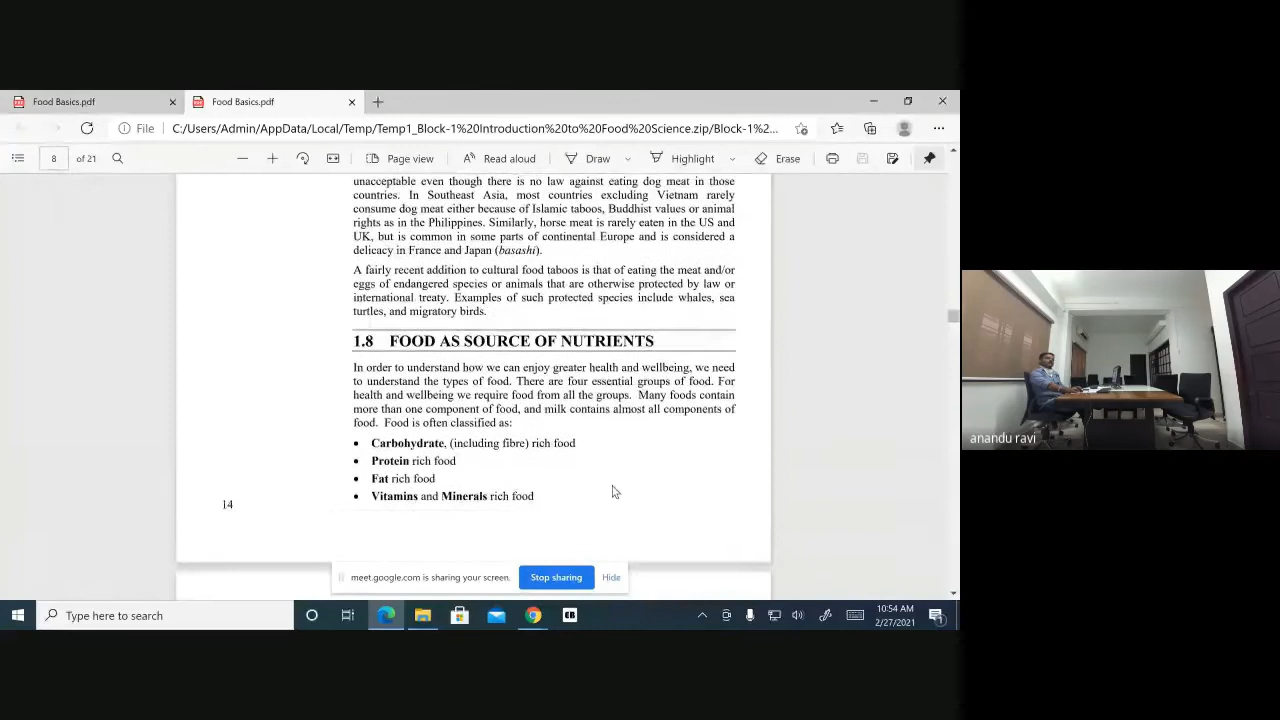 Food Basics.pdf
Food Basics.pdf
File
C:/Users/Admin/AppData/Local/Temp/Temp1_Block-1%20Introduction%20to%20Food%20Science.zip/Block-1%2...
8 of 21
Page view
Read aloud
Draw
Highlight
Erase
unacceptable even though there is no law against eating dog meat in those
countries. In Southeast Asia, most countries excluding Vietnam rarely
consume dog meat either because of Islamic taboos, Buddhist values or animal
rights as in the Philippines. Similarly, horse meat is rarely eaten in the US and
UK, but is common in some parts of continental Europe and is considered a
delicacy in France and Japan (basashi).
A fairly recent addition to cultural food taboos is that of eating the meat and/or
eggs of endangered species or animals that are otherwise protected by law or
international treaty. Examples of such protected species include whales, sea
turtles, and migratory birds.
1.8 FOOD AS SOURCE OF NUTRIENTS
In order to understand how we can enjoy greater health and wellbeing, we need
to understand the types of food. There are four essential groups of food. For
health and wellbeing we require food from all the groups. Many foods contain
more than one component of food, and milk contains almost all components of
food. Food is often classified as:
• Carbohydrate, (including fibre) rich food
• Protein rich food
• Fat rich food
• Vitamins and Minerals rich food
14
meet.google.com is sharing your screen.
Stop sharing
Hide
anandu ravi
Type here to search
10:54 AM
2/27/2021